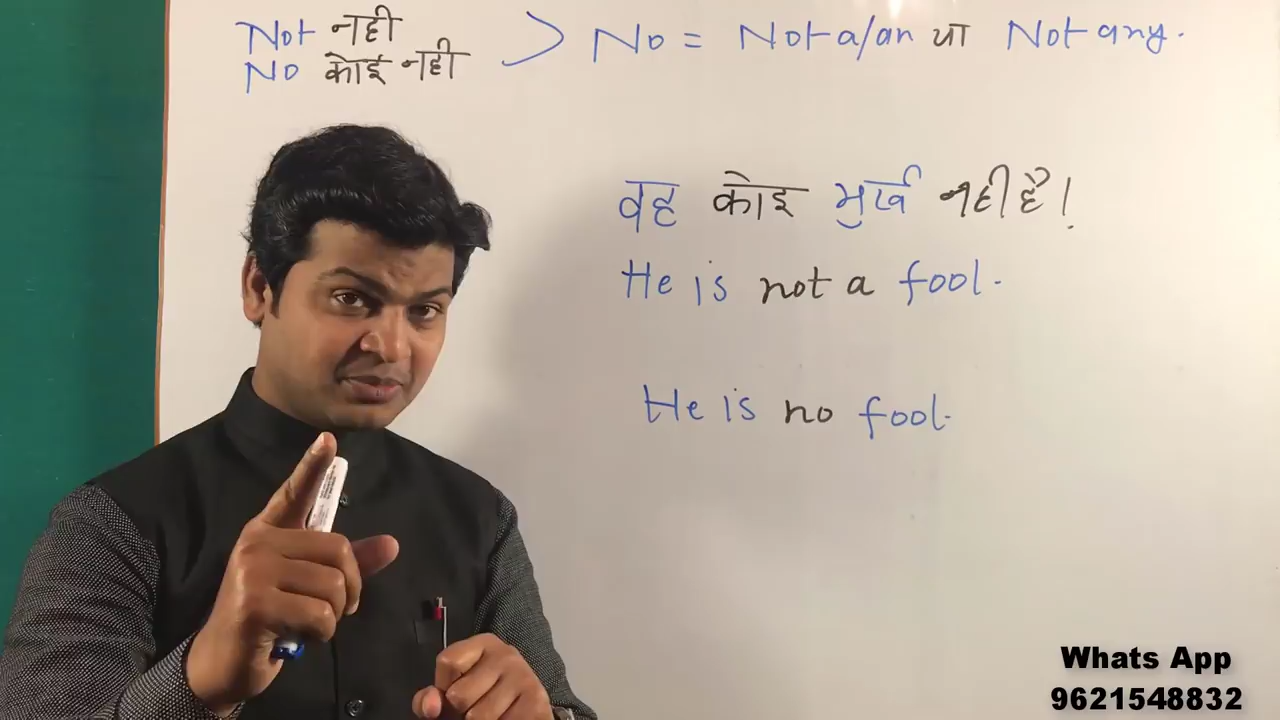 Not नही
No कोई नही
No = Not a/an या Not any.
वह कोइ मुर्ख नही है।
He is not a fool.
He is no fool.
Whats App
9621548832